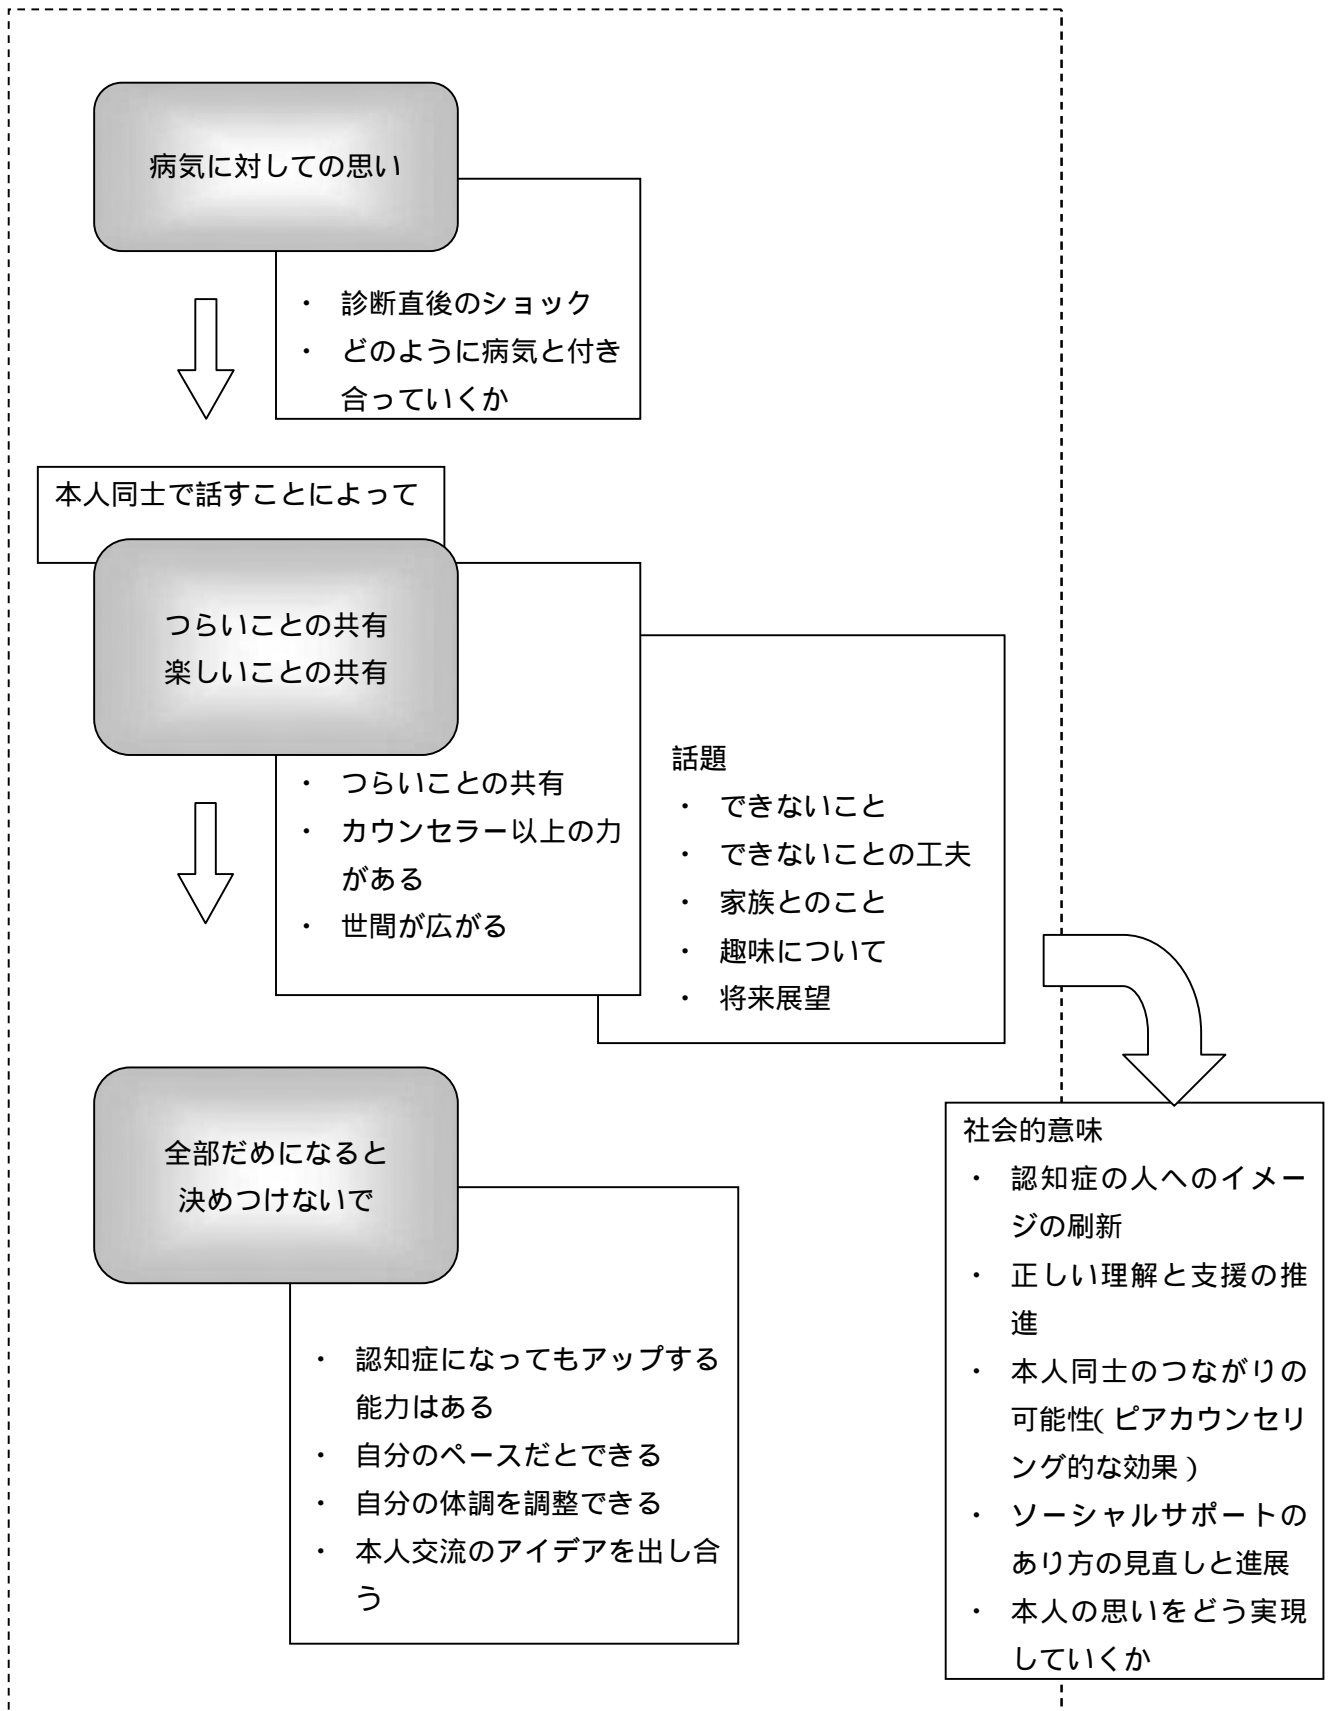 病気に対しての思い
・ 診断直後のショック
・ どのように病気と付き
合っていくか
本人同士で話すことによって
つらいことの共有
楽しいことの共有
・ つらいことの共有
・ カウンセラー以上の力
がある
・ 世間が広がる
話題
・ できないこと
・ できないことの工夫
・ 家族とのこと
・ 趣味について
・ 将来展望
全部だめになると
決めつけないで
・ 認知症になってもアップする
能力はある
・ 自分のペースだとできる
・ 自分の体調を調整できる
・ 本人交流のアイデアを出し合
う
社会的意味
・ 認知症の人へのイメー
ジの刷新
・ 正しい理解と支援の推
進
・ 本人同士のつながりの
可能性(ピアカウンセリ
ング的な効果)
・ ソーシャルサポートの
あり方の見直しと進展
・ 本人の思いをどう実現
していくか